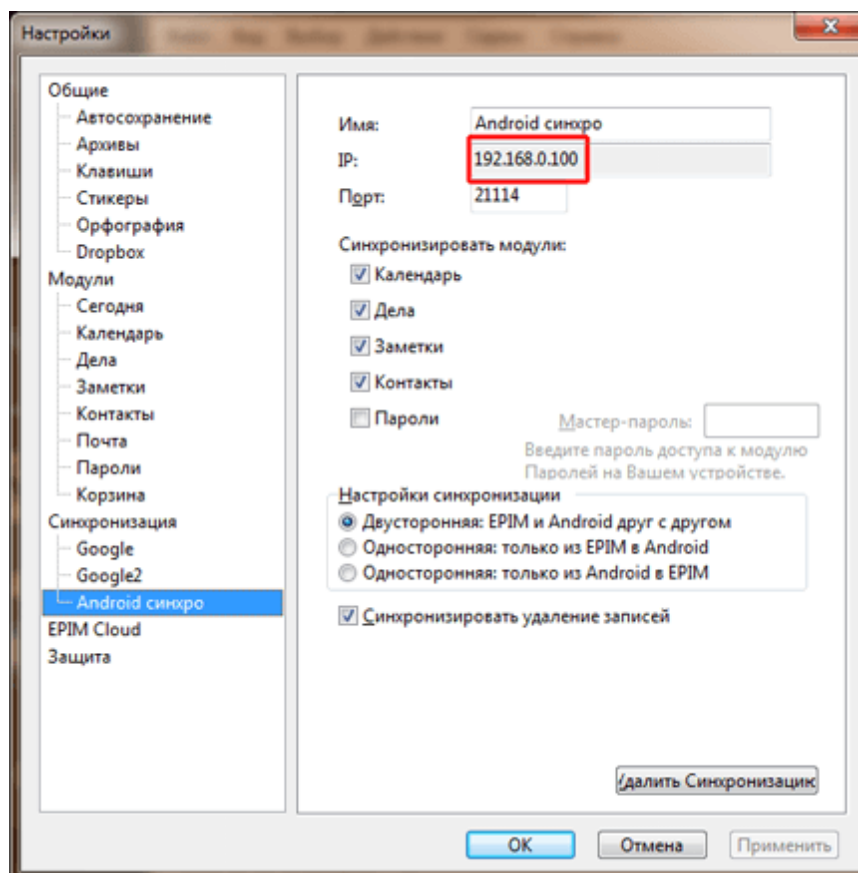 Настройки
Общие
Автосохранение
Архивы
Клавиши
Стикеры
Орфография
Dropbox
Модули
Сегодня
Календарь
Дела
Заметки
Контакты
Почта
Пароли
Корзина
Синхронизация
Google
Google2
Android синхро
EPIM Cloud
Защита
Имя: Android синхро
IP: 192.168.0.100
Порт: 21114
Синхронизировать модули:
Календарь
Дела
Заметки
Контакты
Пароли Мастер-пароль:
Введите пароль доступа к модулю
Паролей на Вашем устройстве.
Настройки синхронизации
Двусторонняя: EPIM и Android друг с другом
Односторонняя: только из EPIM в Android
Односторонняя: только из Android в EPIM
Синхронизировать удаление записей
Удалить Синхронизацию
OK Отмена Применить